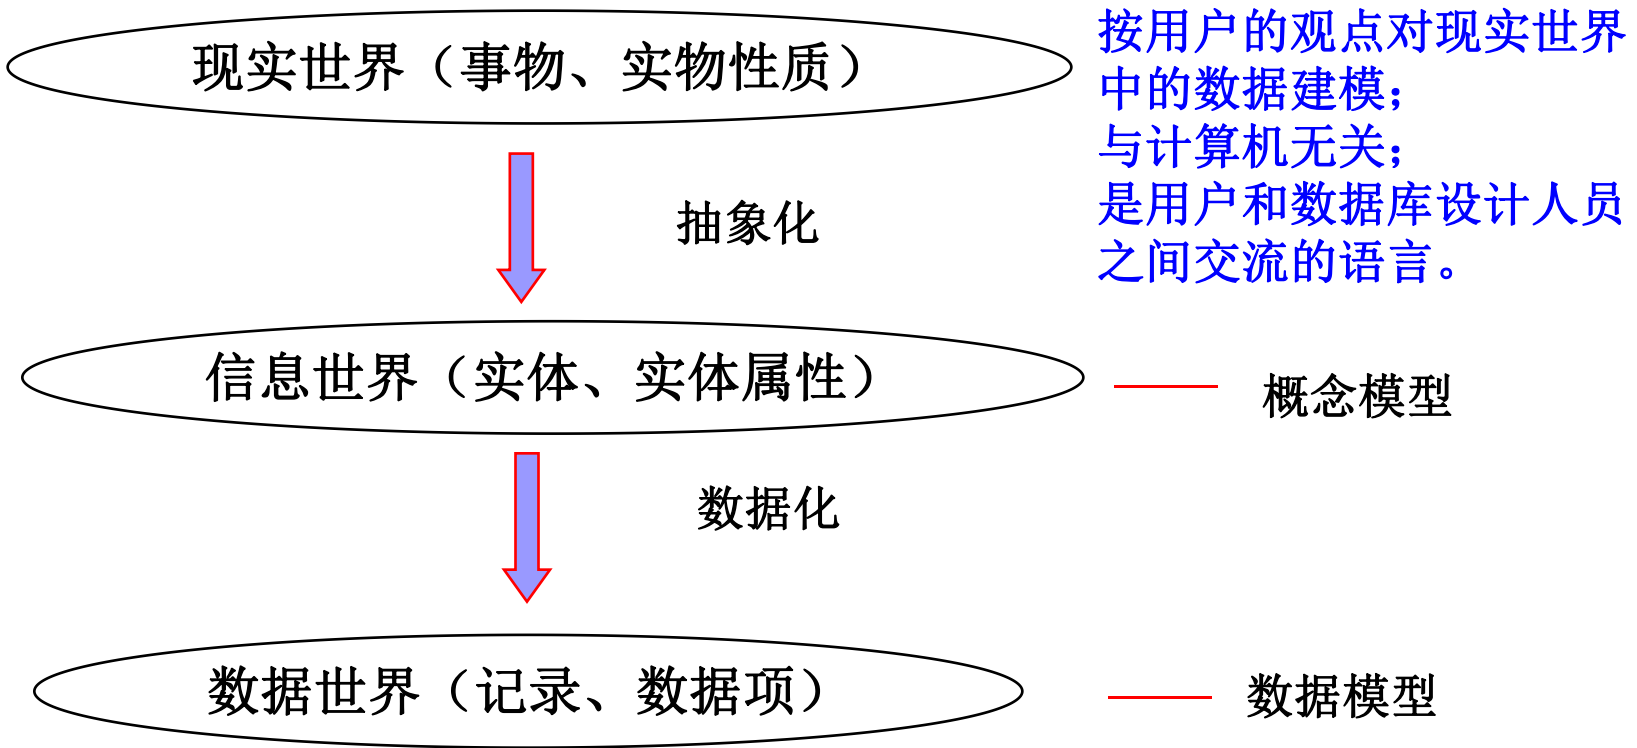 现实世界（事物、实物性质）
按用户的观点对现实世界
中的数据建模；
与计算机无关；
是用户和数据库设计人员
之间交流的语言。
抽象化
信息世界（实体、实体属性）
概念模型
数据化
数据世界（记录、数据项）
数据模型